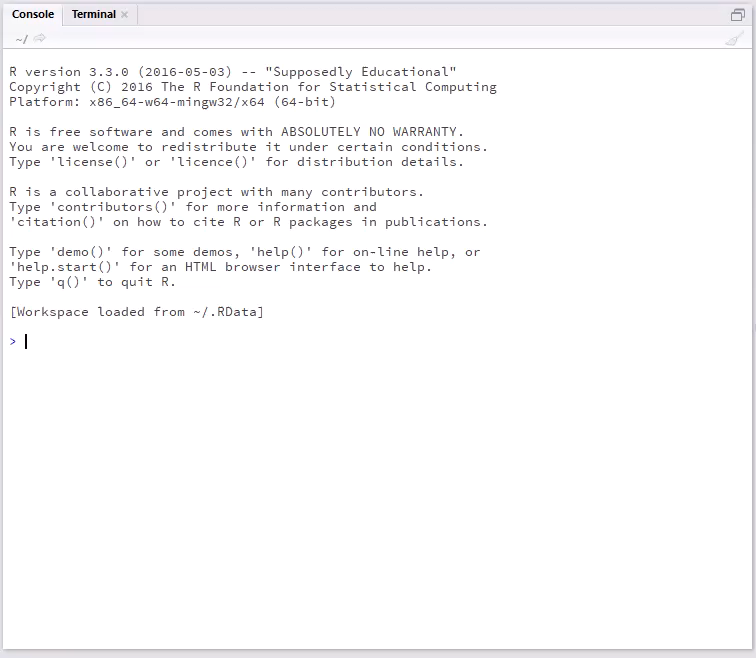 Console Terminal
~/
R version 3.3.0 (2016-05-03) -- "Supposedly Educational"
Copyright (C) 2016 The R Foundation for Statistical Computing
Platform: x86_64-w64-mingw32/x64 (64-bit)
R is free software and comes with ABSOLUTELY NO WARRANTY.
You are welcome to redistribute it under certain conditions.
Type 'license()' or 'licence()' for distribution details.
R is a collaborative project with many contributors.
Type 'contributors()' for more information and
'citation()' on how to cite R or R packages in publications.
Type 'demo()' for some demos, 'help()' for on-line help, or
'help.start()' for an HTML browser interface to help.
Type 'q()' to quit R.
[Workspace loaded from ~/.RData]
>